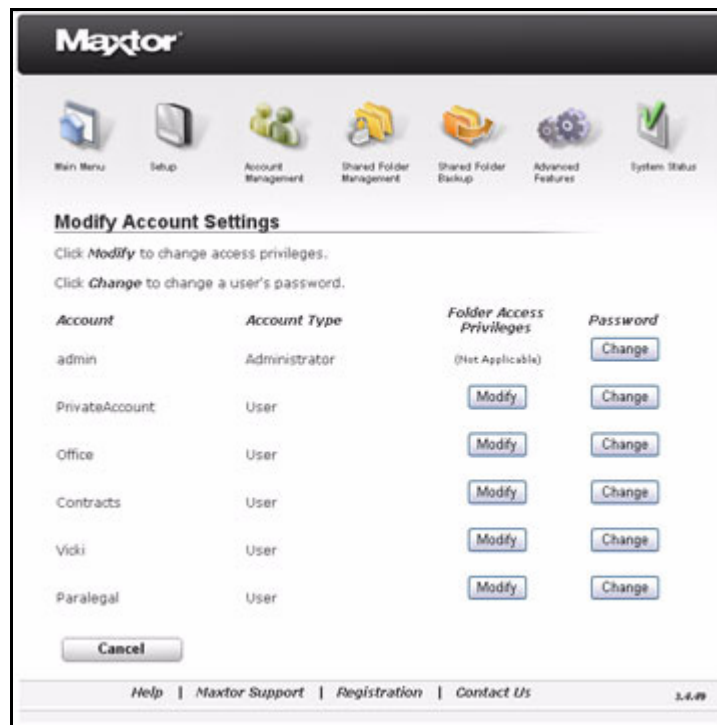 Maxtor
Main Menu
Setup
Account Management
Shared Folder Management
Shared Folder Backup
Advanced Features
System Status
Modify Account Settings
Click Modify to change access privileges.
Click Change to change a user's password.
Account Account Type Folder Access Privileges Password
admin Administrator (Not Applicable) Change
PrivateAccount User Modify Change
Office User Modify Change
Contracts User Modify Change
Vicki User Modify Change
Paralegal User Modify Change
Cancel
Help | Maxtor Support | Registration | Contact Us